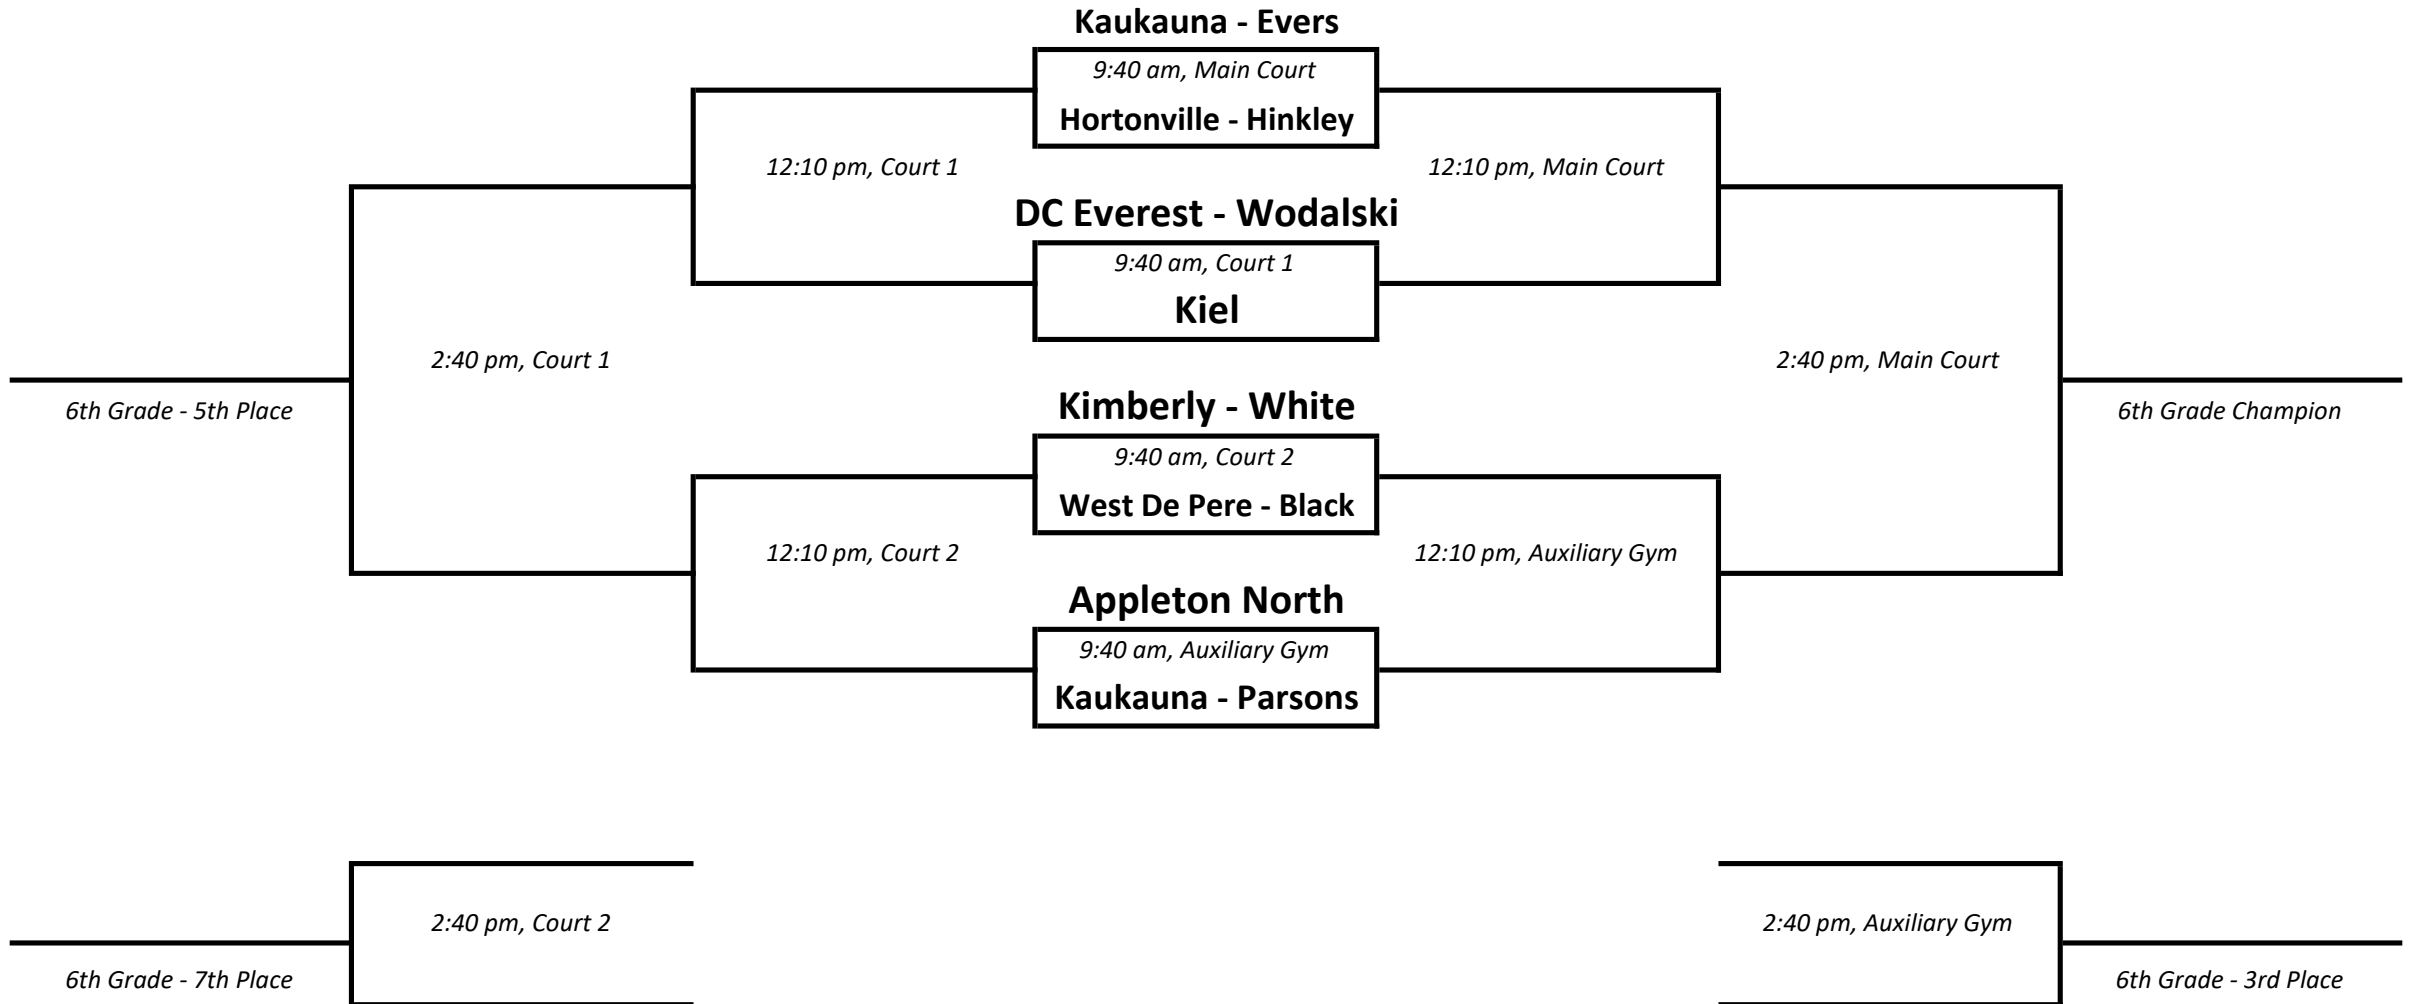 Kaukauna - Evers
9:40 am, Main Court
Hortonville - Hinkley
12:10 pm, Court 1
12:10 pm, Main Court
DC Everest - Wodalski
9:40 am, Court 1
Kiel
2:40 pm, Court 1
2:40 pm, Main Court
6th Grade - 5th Place
Kimberly - White
6th Grade Champion
9:40 am, Court 2
West De Pere - Black
12:10 pm, Court 2
12:10 pm, Auxiliary Gym
Appleton North
9:40 am, Auxiliary Gym
Kaukauna - Parsons
2:40 pm, Court 2
2:40 pm, Auxiliary Gym
6th Grade - 7th Place
6th Grade - 3rd Place